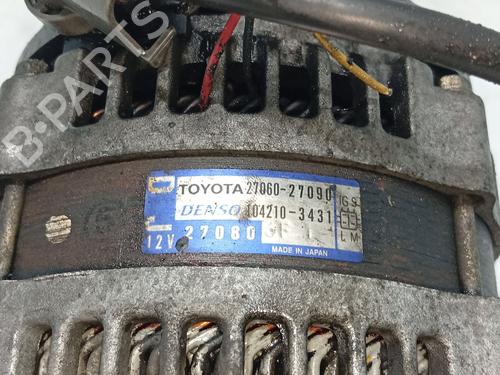 B-PARTS
TOYOTA 27060-27090
DENSO 104210-3431
12V 27080
IG S
L M
MADE IN JAPAN